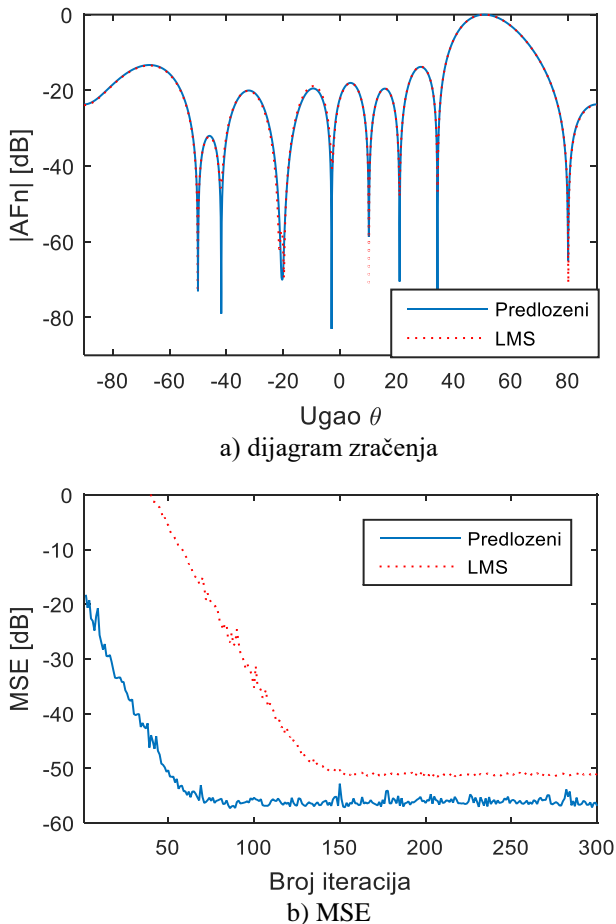 0
-20
-40
-60
-80
|AFn| [dB]
Predlozeni
LMS
-80 -60 -40 -20 0 20 40 60 80
Ugao θ
a) dijagram zračenja
0
-10
-20
-30
-40
-50
-60
MSE [dB]
Predlozeni
LMS
50 100 150 200 250 300
Broj iteracija
b) MSE